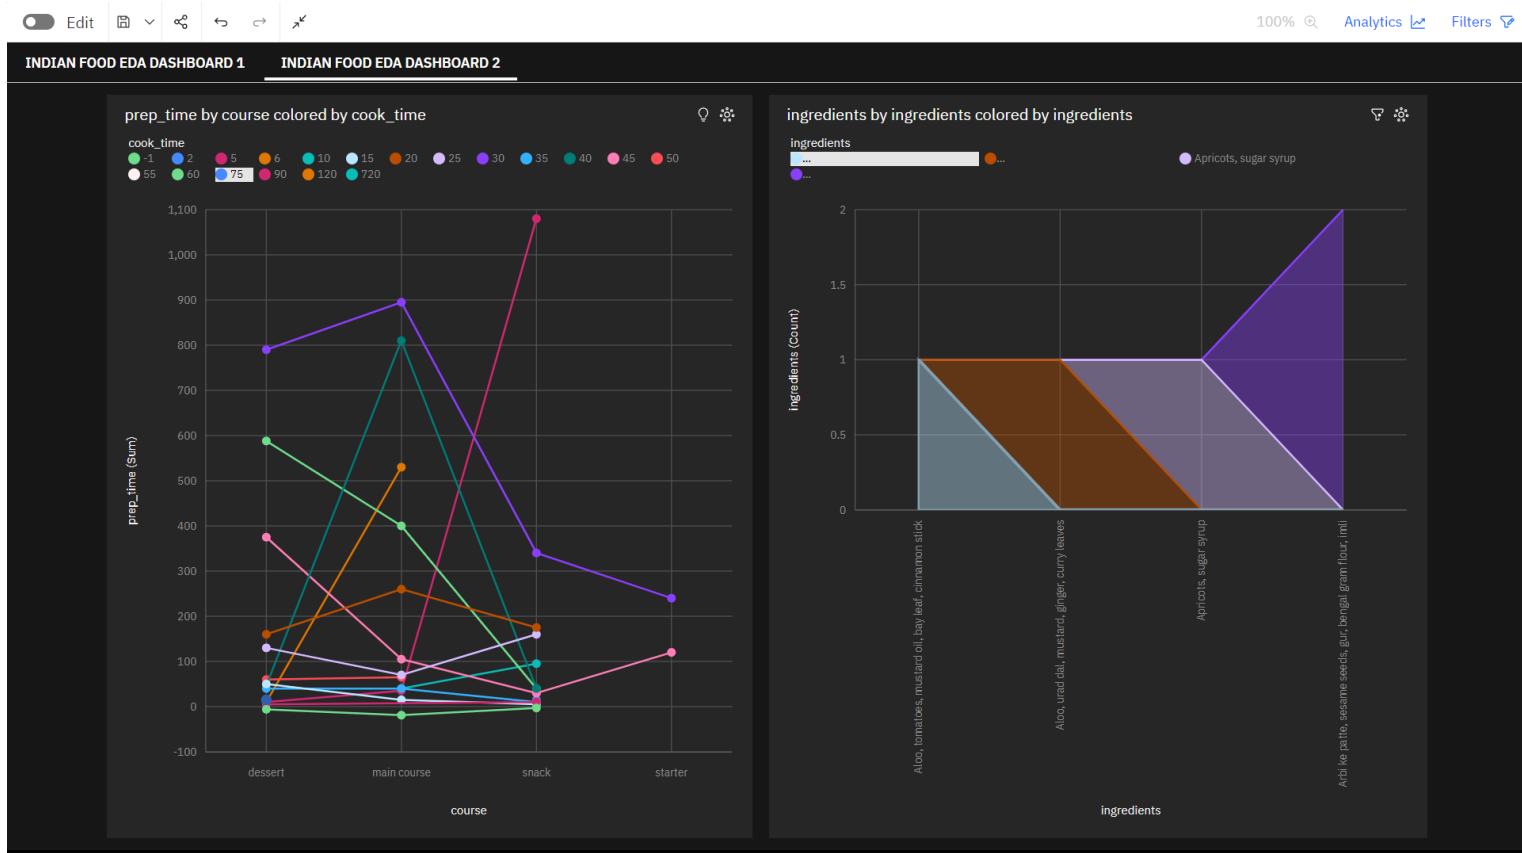 Edit
100%
Analytics
Filters
INDIAN FOOD EDA DASHBOARD 1
INDIAN FOOD EDA DASHBOARD 2
prep_time by course colored by cook_time
cook_time
-1 2 5 6 10 15 20 25 30 35 40 45 50
55 60 75 90 120 720
1,100
1,000
900
800
700
600
500
400
300
200
100
0
-100
prep_time (Sum)
dessert main course snack starter
course
ingredients by ingredients colored by ingredients
ingredients
... ... Apricots, sugar syrup
...
2
1.5
1
0.5
0
ingredients (Count)
Aloo, tomatoes, mustard oil, bay leaf, cinnamon stick
Aloo, urad dal, mustard, ginger, curry leaves
Apricots, sugar syrup
Arbi ke patte, sesame seeds, gur, bengal gram flour, imli
ingredients